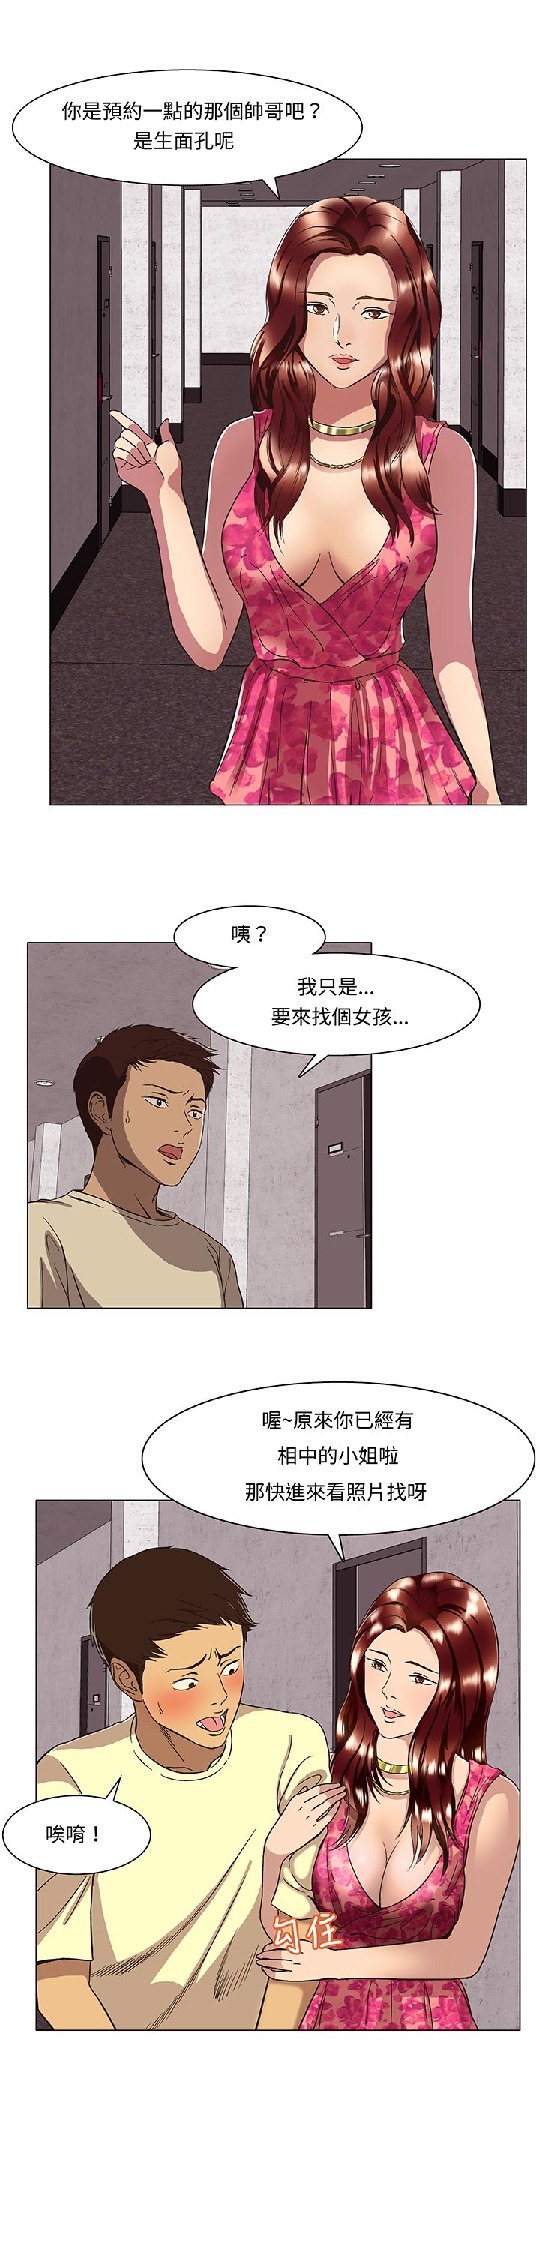 你是預約一點的那個帥哥吧？
是生面孔呢
咦？
我只是...
要來找個女孩...
喔~原來你已經有
相中的小姐啦
那快進來看照片找呀
唉唷！
勾住